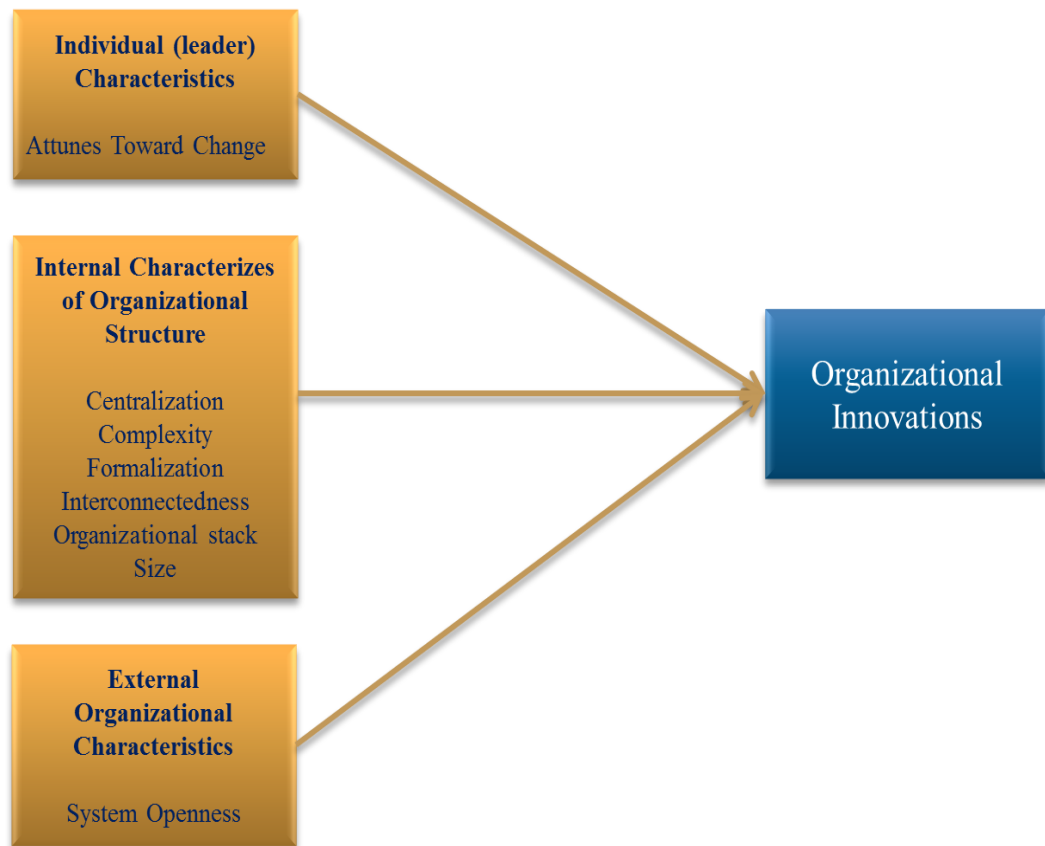 Individual (leader)
Characteristics
Attunes Toward Change
Internal Characterizes
of Organizational
Structure
Centralization
Complexity
Formalization
Interconnectedness
Organizational stack
Size
External
Organizational
Characteristics
System Openness
Organizational
Innovations